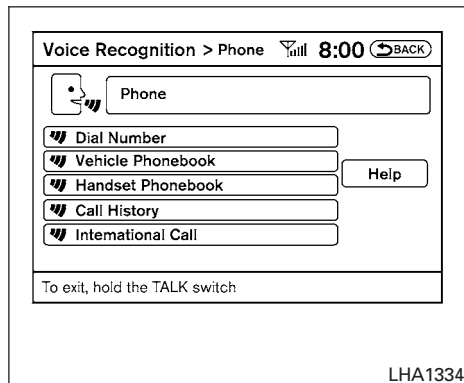 Voice Recognition > Phone 8:00 BACK
Phone
Dial Number
Vehicle Phonebook
Handset Phonebook
Call History
International Call
Help
To exit, hold the TALK switch
LHA1334